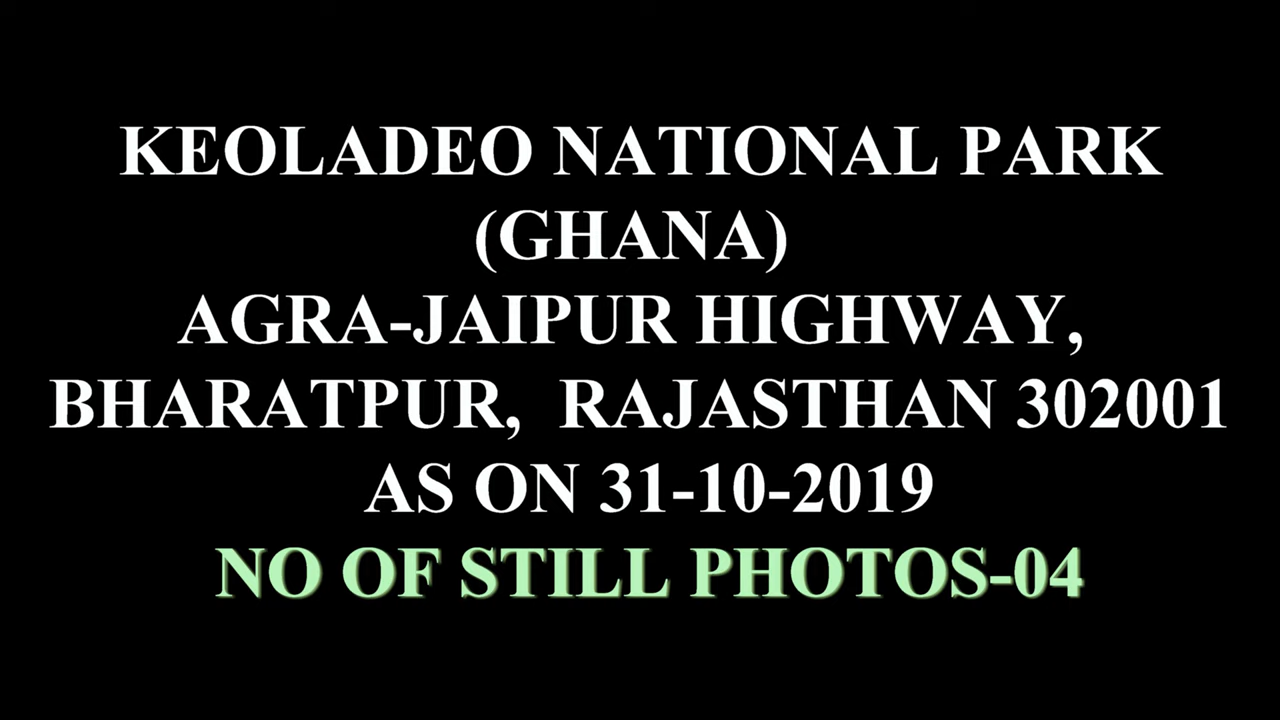 KEOLADEO NATIONAL PARK
(GHANA)
AGRA-JAIPUR HIGHWAY,
BHARATPUR, RAJASTHAN 302001
AS ON 31-10-2019
NO OF STILL PHOTOS-04